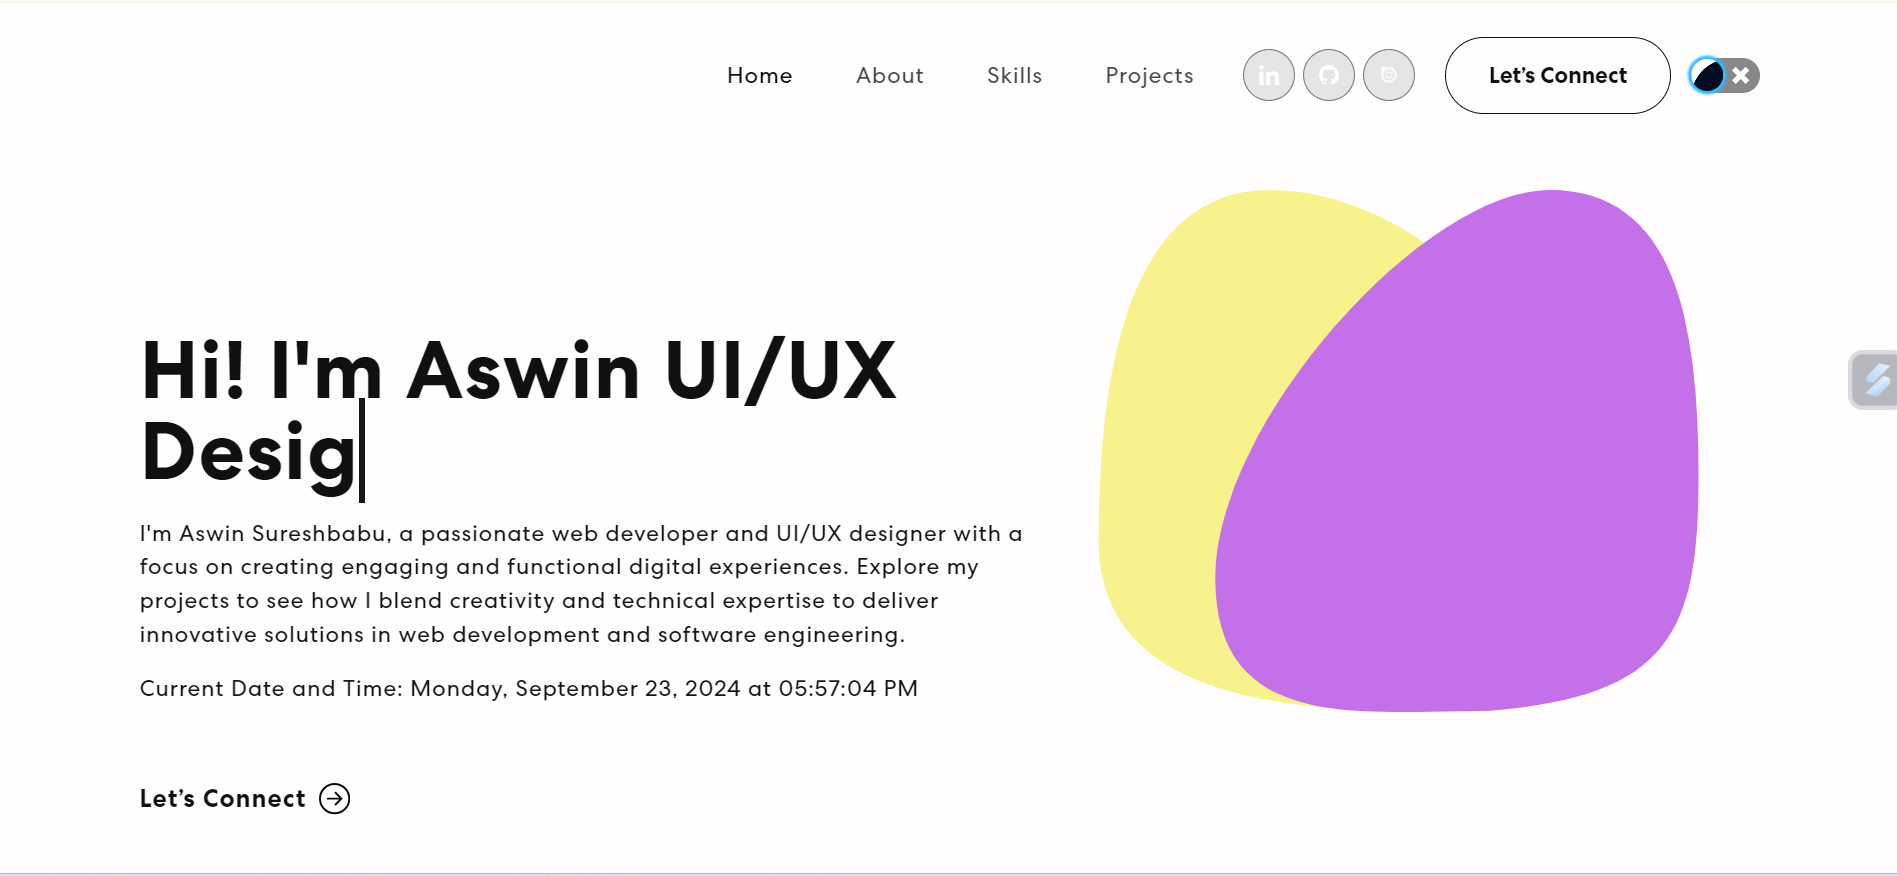 Home About Skills Projects in Let’s Connect
Hi! I'm Aswin UI/UX
Desig
I'm Aswin Sureshbabu, a passionate web developer and UI/UX designer with a
focus on creating engaging and functional digital experiences. Explore my
projects to see how I blend creativity and technical expertise to deliver
innovative solutions in web development and software engineering.
Current Date and Time: Monday, September 23, 2024 at 05:57:04 PM
Let’s Connect